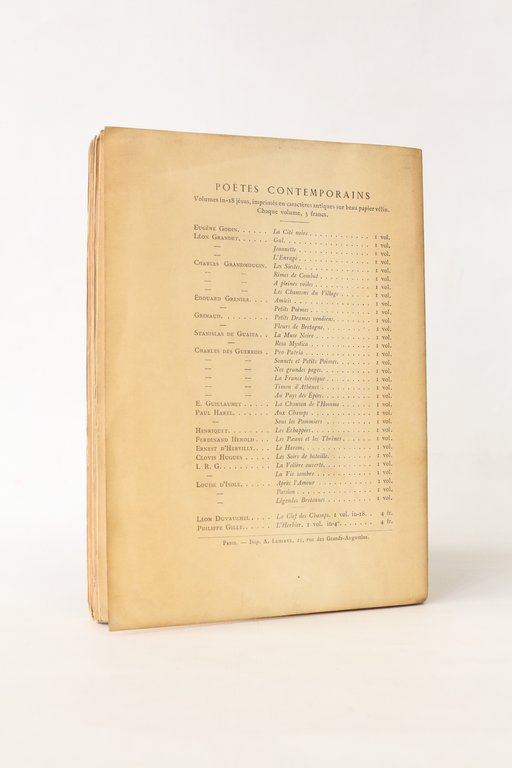 POÈTES CONTEMPORAINS
Volumes in-18 jésus, imprimés en caractères antiques sur beau papier vélin.
Chaque volume, 3 francs.
EUGÈNE GODIN. La Cité noire. 1 vol.
LÉON GRANDET. Gul. 1 vol.
— Jeannette 1 vol.
— L'Enragé 1 vol.
CHARLES GRANDMOUGIN. Les Siestes. 1 vol.
— — Rimes de Combat 1 vol.
— — A pleines voiles 1 vol.
— — Les Chansons du Village 1 vol.
ÉDOUARD GRENIER. Amicis 1 vol.
— Petits Poèmes. 1 vol.
GRIMAUD. Petits Drames vendéens. 1 vol.
— Fleurs de Bretagne. 1 vol.
STANISLAS DE GUAITA. La Muse Noire 1 vol.
— Rosa Mystica 1 vol.
CHARLES DES GUERROIS. Pro Patria 1 vol.
— — Sonnets et Petits Poèmes. 1 vol.
— — Nos grandes pages. 1 vol.
— — La France héroïque 1 vol.
— — Timon d'Athènes 1 vol.
— — Au Pays des Épées. 1 vol.
E. GUILLAUMET La Chanson de l'Homme 1 vol.
PAUL HAREL. Aux Champs 1 vol.
— Sous les Pommiers 1 vol.
HENRIQUET. Les Échappées 1 vol.
FERDINAND HEROLD Les Pæans et les Thrènes 1 vol.
ERNEST D'HERVILLY. Le Harem. 1 vol.
CLOVIS HUGUES Les Soirs de bataille. 1 vol.
I. R. G. La Volière ouverte. 1 vol.
— La Vie sombre 1 vol.
LOUISE D'ISOLE. Après l'Amour 1 vol.
— Passion 1 vol.
— Légendes Bretonnes 1 vol.
LÉON DUVAUCHEL La Clef des Champs. 1 vol. in-18. 4 fr.
PHILIPPE GILLE. L'Herbier. 1 vol. in-4°. 4 fr.
PARIS. — Imp. A. LEMERRE, 25, rue des Grands-Augustins.